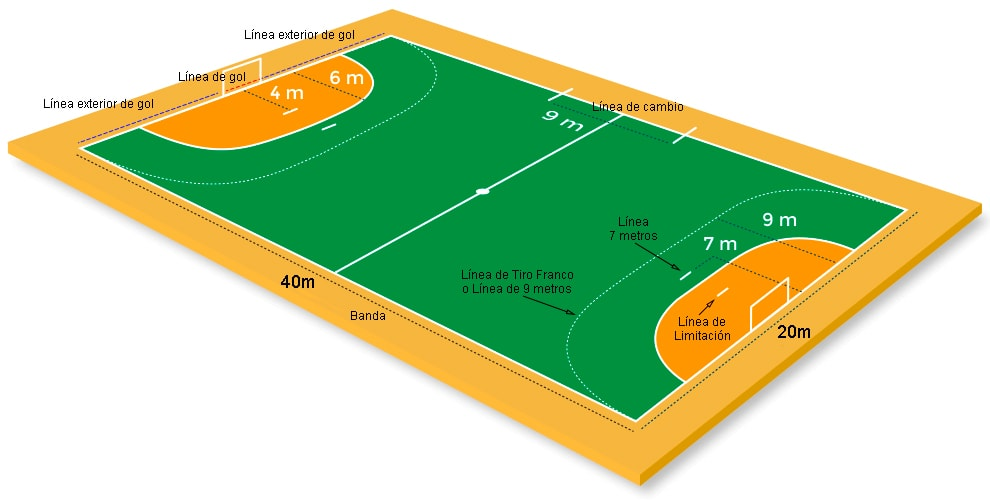 Línea exterior de gol
Línea de gol
6 m
4 m
Línea exterior de gol
Línea de cambio
9 m
Línea
7 metros
9 m
7 m
Línea de Tiro Franco
o Línea de 9 metros
40m
Banda
Línea de
Limitación
20m